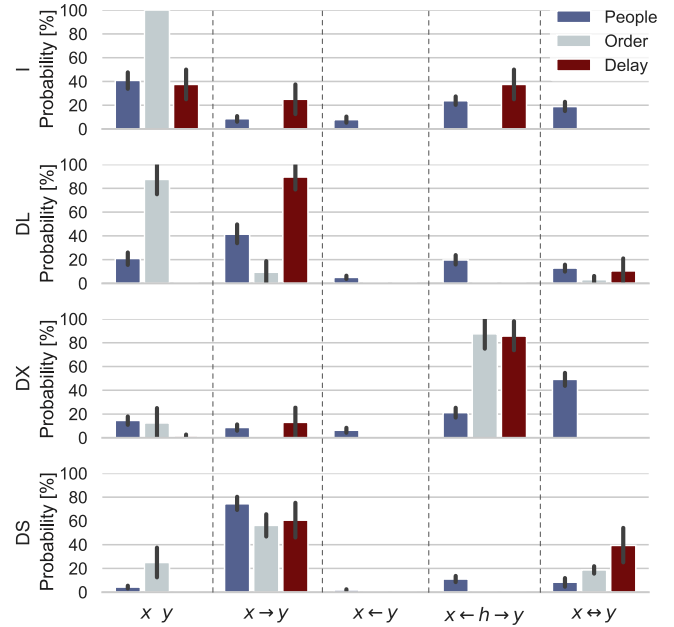 People
Order
Delay
I
Probability [%]
100
80
60
40
20
0
DL
Probability [%]
100
80
60
40
20
0
DX
Probability [%]
100
80
60
40
20
0
DS
Probability [%]
100
80
60
40
20
0
x y
x → y
x ← y
x ← h → y
x ↔ y